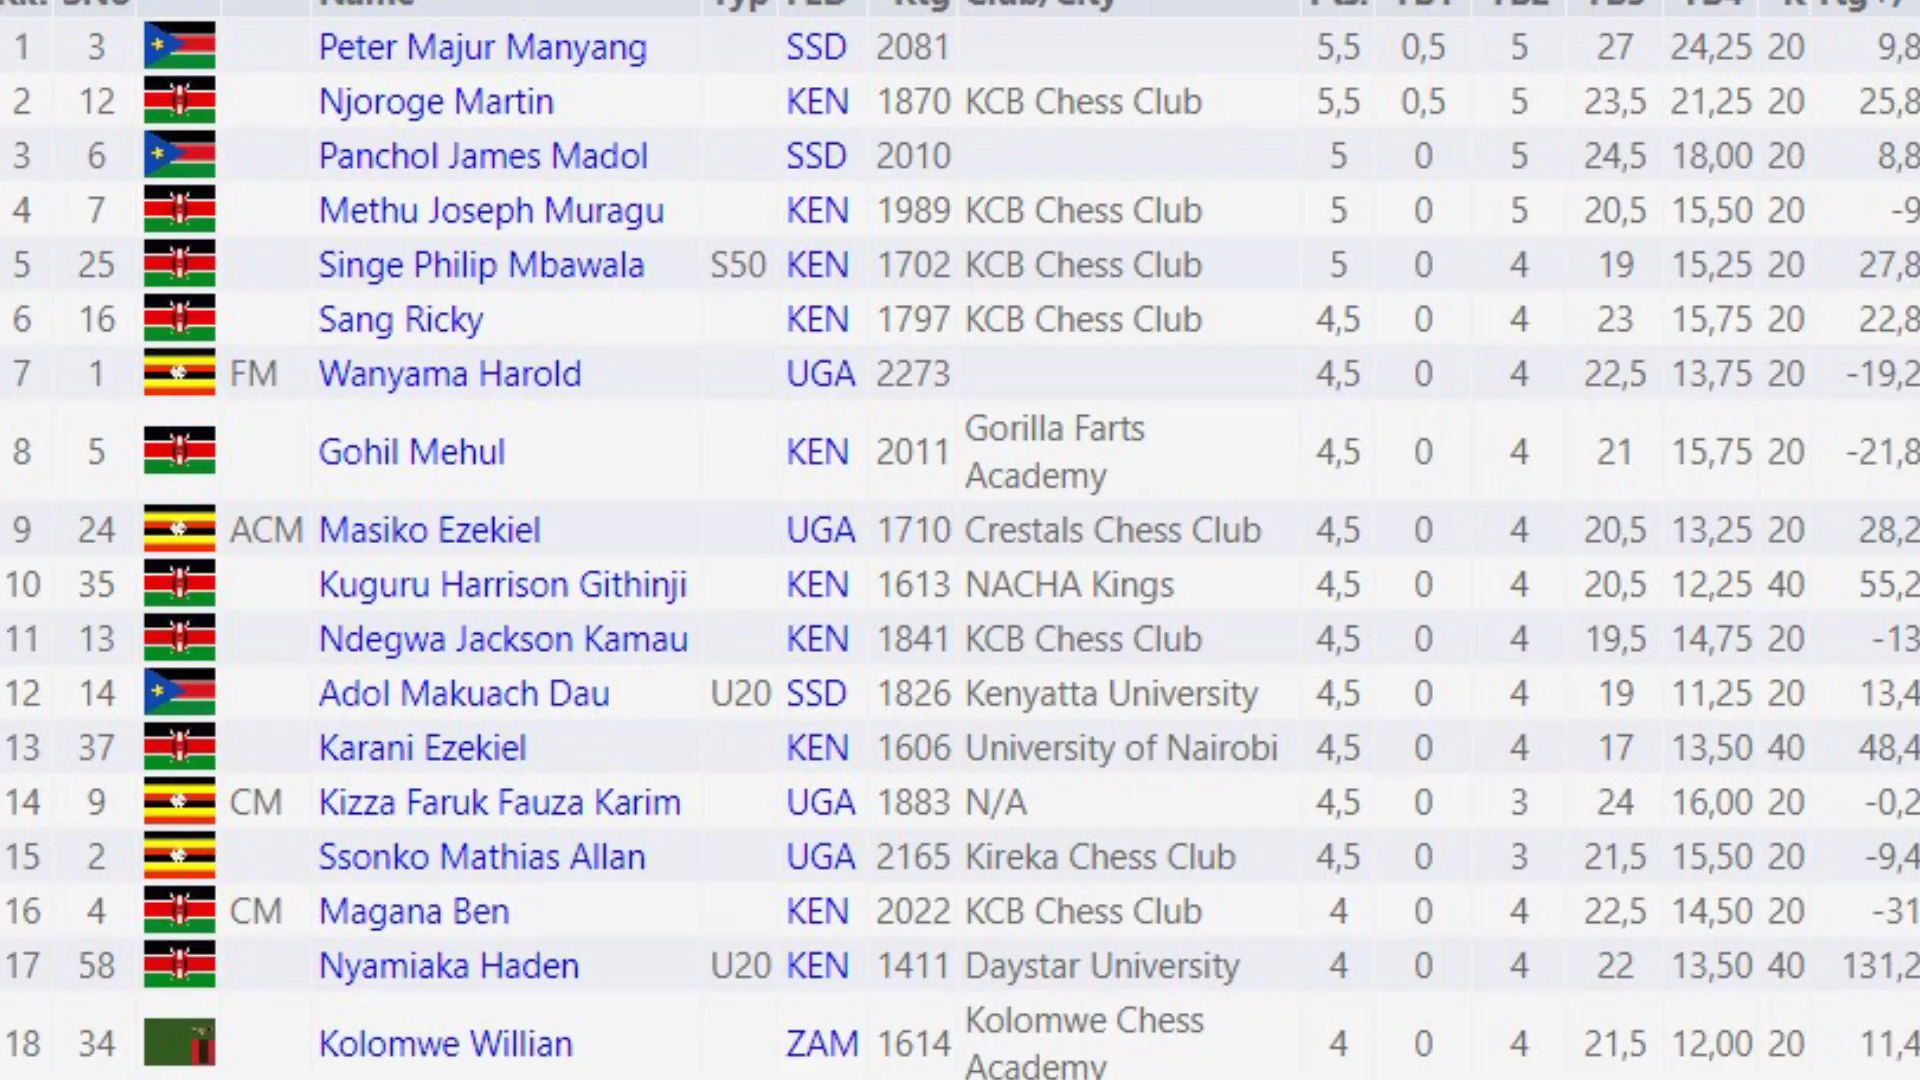 Rk. SNo Name Typ FED Rtg Club/City Pts. TB1 TB2 TB3 TB4 K rtg+/-
1 3 Peter Majur Manyang SSD 2081 5,5 0,5 5 27 24,25 20 9,8
2 12 Njoroge Martin KEN 1870 KCB Chess Club 5,5 0,5 5 23,5 21,25 20 25,8
3 6 Panchol James Madol SSD 2010 5 0 5 24,5 18,00 20 8,8
4 7 Methu Joseph Muragu KEN 1989 KCB Chess Club 5 0 5 20,5 15,50 20 -9
5 25 Singe Philip Mbawala S50 KEN 1702 KCB Chess Club 5 0 4 19 15,25 20 27,8
6 16 Sang Ricky KEN 1797 KCB Chess Club 4,5 0 4 23 15,75 20 22,8
7 1 FM Wanyama Harold UGA 2273 4,5 0 4 22,5 13,75 20 -19,2
8 5 Gohil Mehul KEN 2011 Gorilla Farts
Academy 4,5 0 4 21 15,75 20 -21,8
9 24 ACM Masiko Ezekiel UGA 1710 Crestals Chess Club 4,5 0 4 20,5 13,25 20 28,2
10 35 Kuguru Harrison Githinji KEN 1613 NACHA Kings 4,5 0 4 20,5 12,25 40 55,2
11 13 Ndegwa Jackson Kamau KEN 1841 KCB Chess Club 4,5 0 4 19,5 14,75 20 -13
12 14 Adol Makuach Dau U20 SSD 1826 Kenyatta University 4,5 0 4 19 11,25 20 13,4
13 37 Karani Ezekiel KEN 1606 University of Nairobi 4,5 0 4 17 13,50 40 48,4
14 9 CM Kizza Faruk Fauza Karim UGA 1883 N/A 4,5 0 3 24 16,00 20 -0,2
15 2 Ssonko Mathias Allan UGA 2165 Kireka Chess Club 4,5 0 3 21,5 15,50 20 -9,4
16 4 CM Magana Ben KEN 2022 KCB Chess Club 4 0 4 22,5 14,50 20 -31
17 58 Nyamiaka Haden U20 KEN 1411 Daystar University 4 0 4 22 13,50 40 131,2
18 34 Kolomwe Willian ZAM 1614 Kolomwe Chess
Academy 4 0 4 21,5 12,00 20 11,4